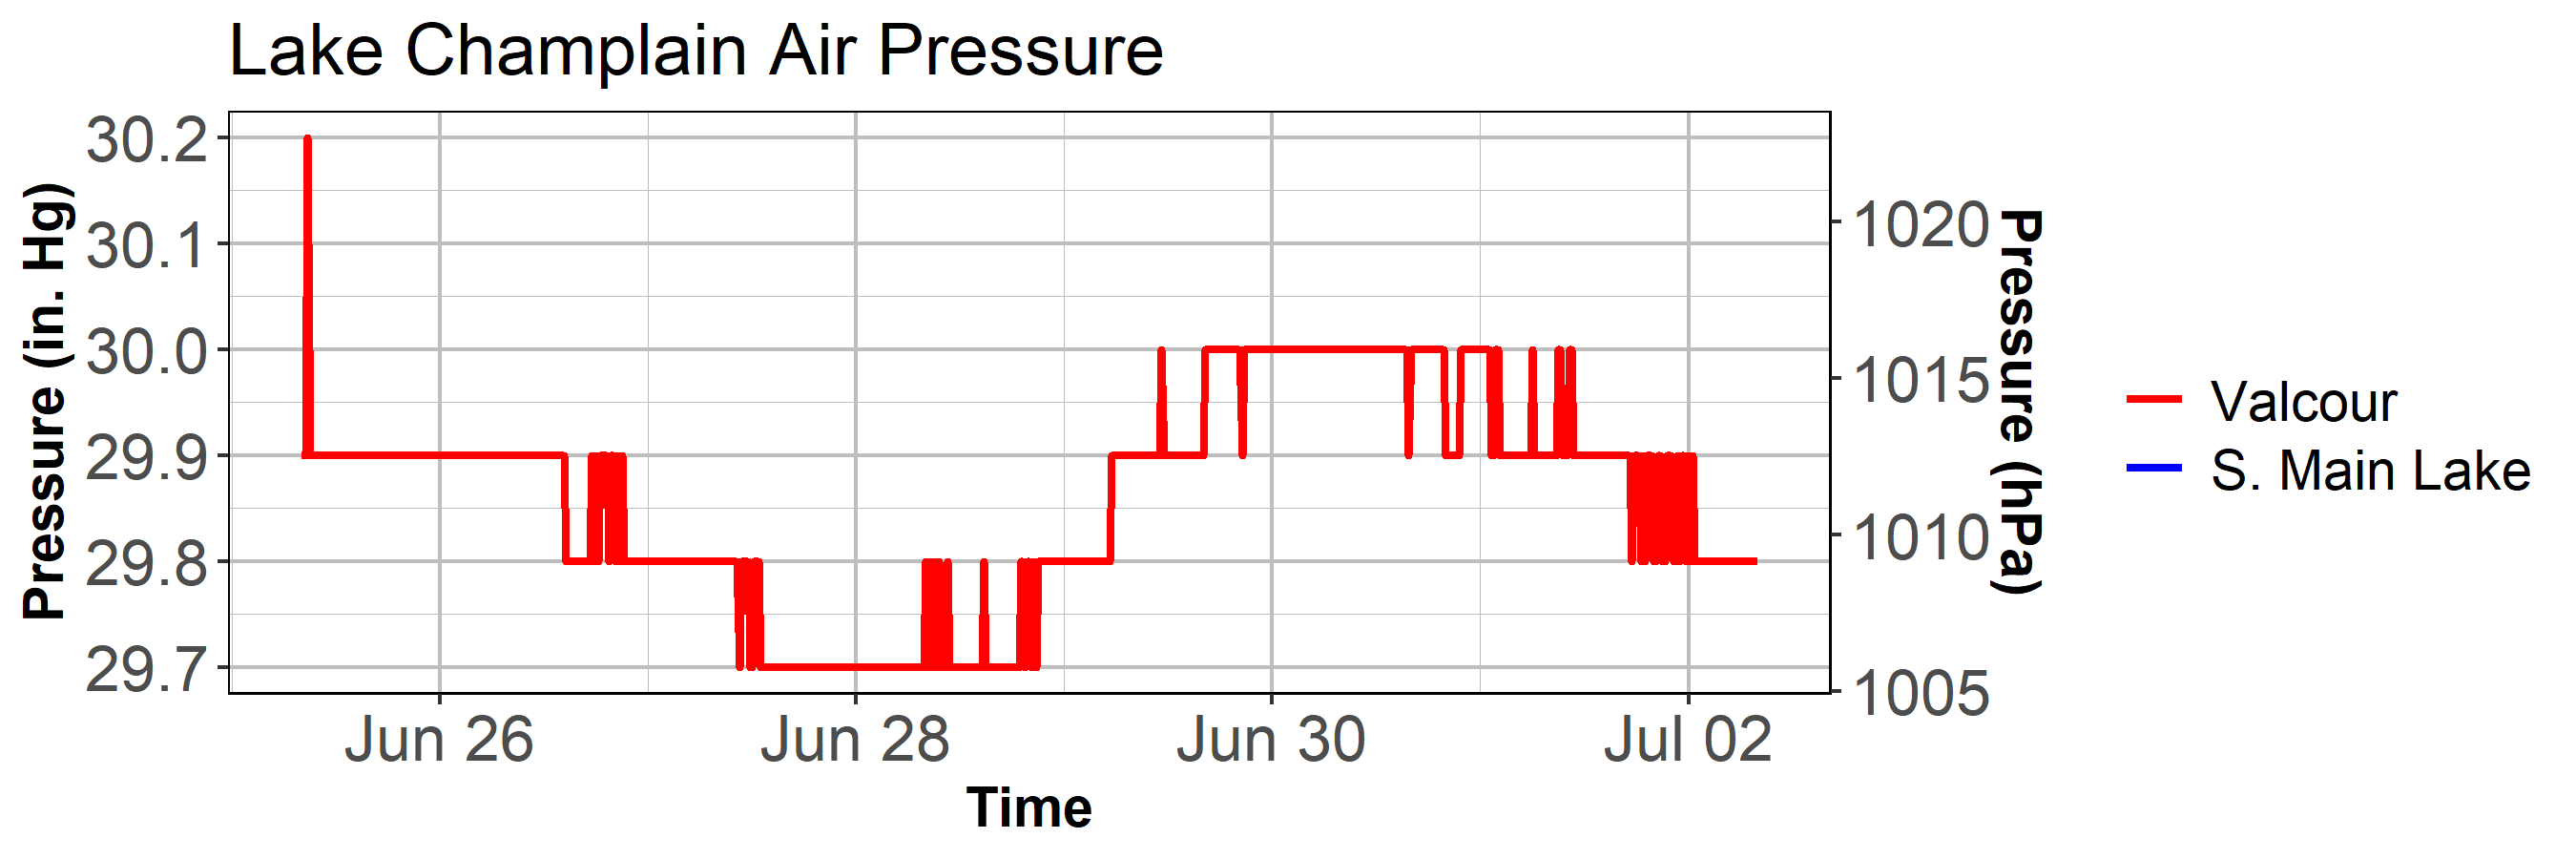 Lake Champlain Air Pressure
Pressure (in. Hg)
30.2
30.1
30.0
29.9
29.8
29.7
1020
1015
1010
1005
Pressure (hPa)
Jun 26
Jun 28
Jun 30
Jul 02
Time
Valcour
S. Main Lake